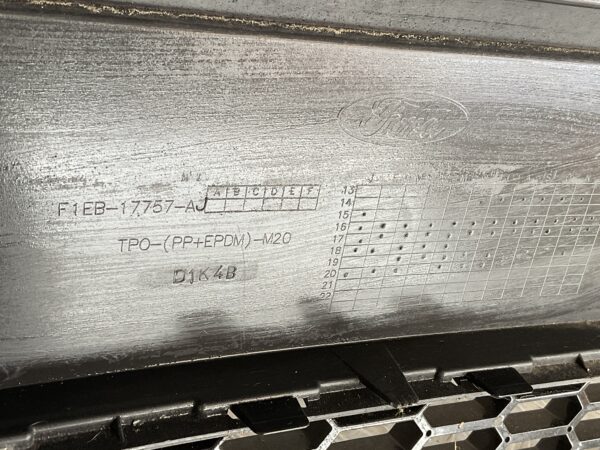 Ford
A B C D E F
F1EB-17757-AJ
TPO-(PP+EPDM)-M20
D1K4B
13
14
15
16
17
18
19
20
21
22